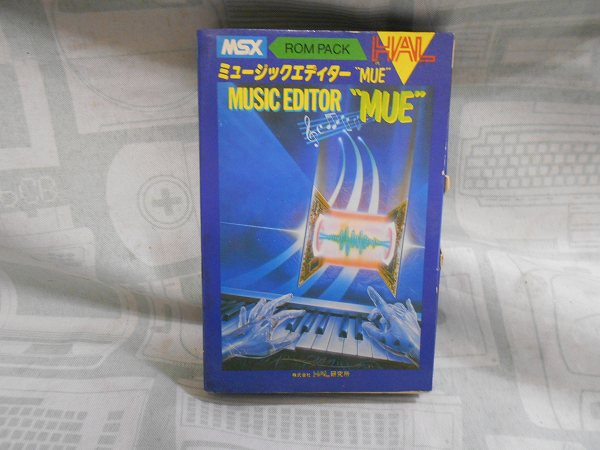 MSX ROM PACK HAL
ミュージックエディター "MUE"
MUSIC EDITOR "MUE"
株式会社 HAL研究所